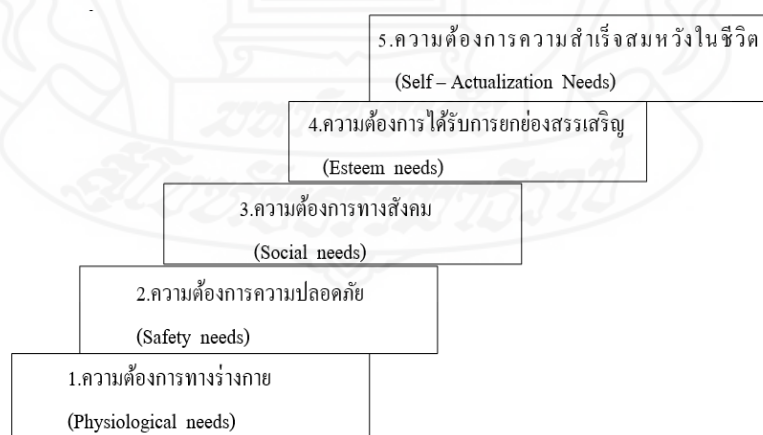 5.ความต้องการความสำเร็จสมหวังในชีวิต
(Self – Actualization Needs)
4.ความต้องการได้รับการยกย่องสรรเสริญ
(Esteem needs)
3.ความต้องการทางสังคม
(Social needs)
2.ความต้องการความปลอดภัย
(Safety needs)
1.ความต้องการทางร่างกาย
(Physiological needs)